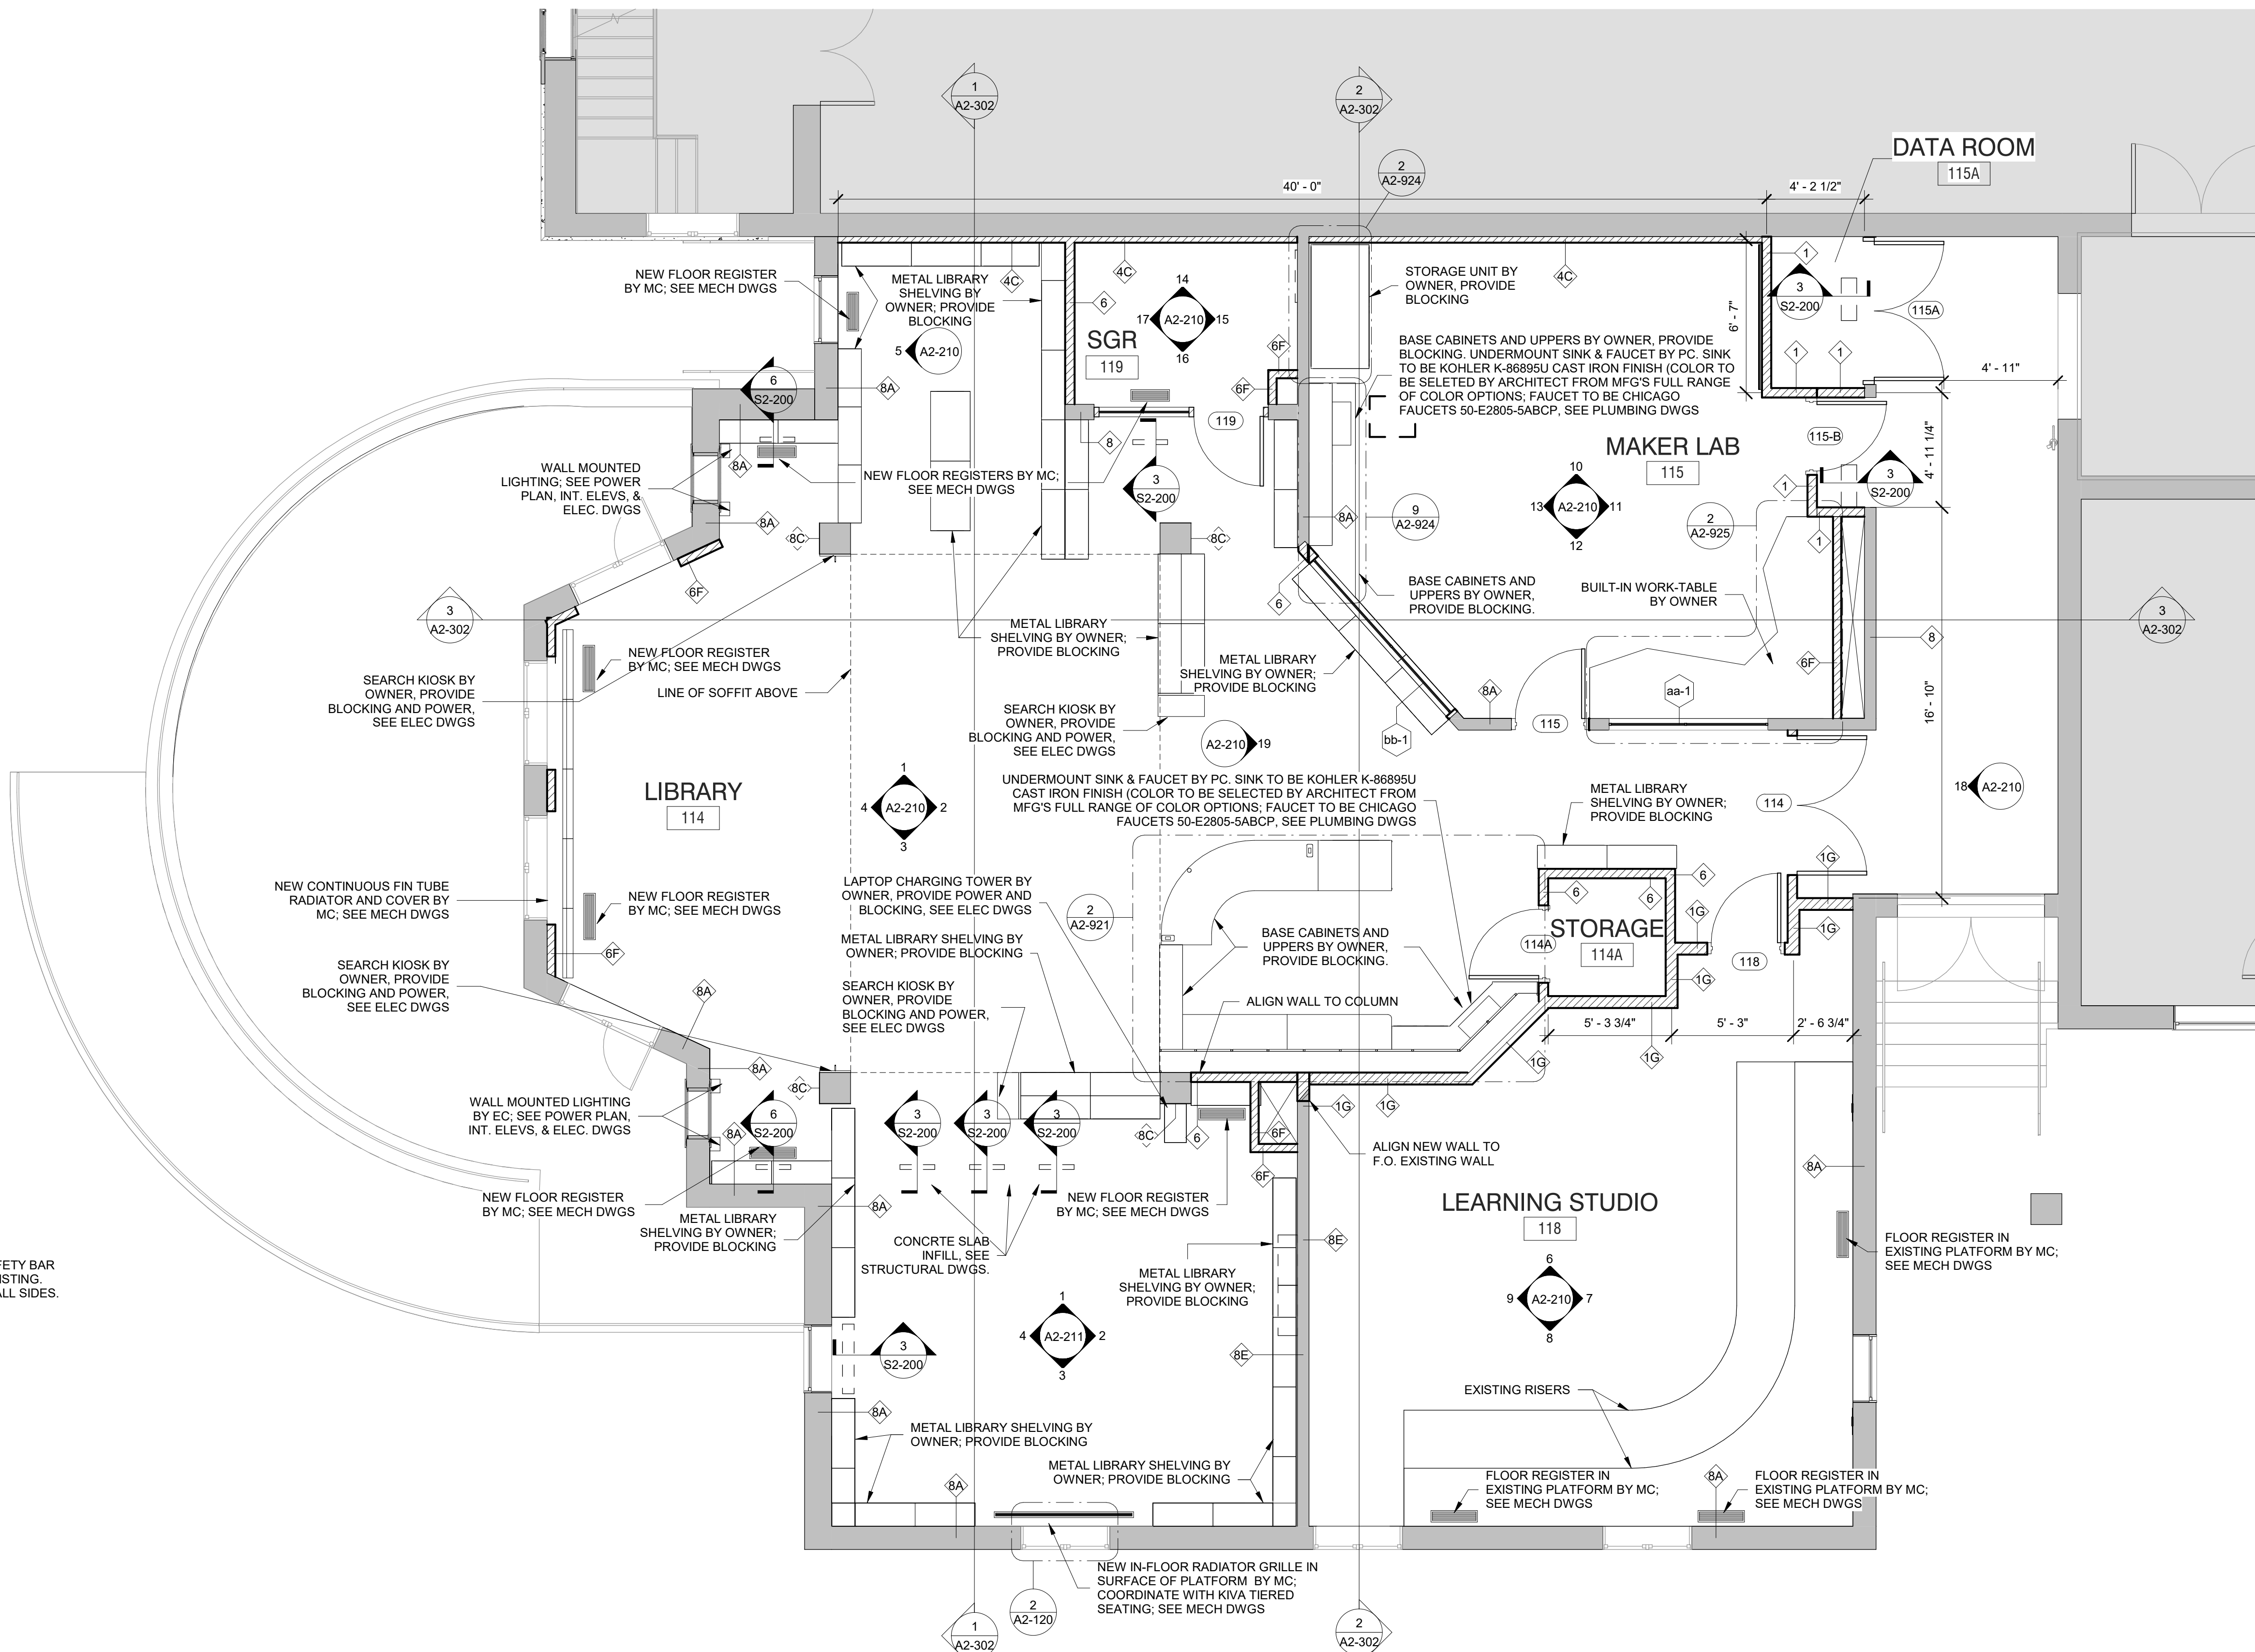 1
A2-302
2
A2-302
2
A2-924
DATA ROOM
115A
40' - 0"
4' - 2 1/2"
NEW FLOOR REGISTER
BY MC; SEE MECH DWGS
METAL LIBRARY
SHELVING BY
OWNER; PROVIDE
BLOCKING
4C
4C
4C
6
14
17 A2-210 15
16
SGR
119
5 A2-210
6F
6F
STORAGE UNIT BY
OWNER, PROVIDE
BLOCKING
BASE CABINETS AND UPPERS BY OWNER, PROVIDE
BLOCKING. UNDERMOUNT SINK & FAUCET BY PC. SINK
TO BE KOHLER K-86895U CAST IRON FINISH (COLOR TO
BE SELETED BY ARCHITECT FROM MFG'S FULL RANGE
OF COLOR OPTIONS; FAUCET TO BE CHICAGO
FAUCETS 50-E2805-5ABCP, SEE PLUMBING DWGS
6' - 7"
1
3
S2-200
115A
1
1
4' - 11"
6
S2-200
8A
8A
119
8
115-B
4' - 11 1/4"
MAKER LAB
115
WALL MOUNTED
LIGHTING; SEE POWER
PLAN, INT. ELEVS, &
ELEC. DWGS
NEW FLOOR REGISTERS BY MC;
SEE MECH DWGS
3
S2-200
10
13 A2-210 11
12
3
S2-200
1
1
8A
8C
8C
8A
9
A2-924
2
A2-925
6F
3
A2-302
6
BASE CABINETS AND
UPPERS BY OWNER,
PROVIDE BLOCKING.
BUILT-IN WORK-TABLE
BY OWNER
3
A2-302
8
6F
NEW FLOOR REGISTER
BY MC; SEE MECH DWGS
METAL LIBRARY
SHELVING BY OWNER;
PROVIDE BLOCKING
METAL LIBRARY
SHELVING BY OWNER;
PROVIDE BLOCKING
SEARCH KIOSK BY
OWNER, PROVIDE
BLOCKING AND POWER,
SEE ELEC DWGS
LINE OF SOFFIT ABOVE
SEARCH KIOSK BY
OWNER, PROVIDE
BLOCKING AND POWER,
SEE ELEC DWGS
8A
aa-1
bb-1
115
16' - 10"
A2-210 19
LIBRARY
114
1
4 A2-210 2
3
UNDERMOUNT SINK & FAUCET BY PC. SINK TO BE KOHLER K-86895U
CAST IRON FINISH (COLOR TO BE SELECTED BY ARCHITECT FROM
MFG'S FULL RANGE OF COLOR OPTIONS; FAUCET TO BE CHICAGO
FAUCETS 50-E2805-5ABCP, SEE PLUMBING DWGS
METAL LIBRARY
SHELVING BY OWNER;
PROVIDE BLOCKING
114
18 A2-210
NEW CONTINUOUS FIN TUBE
RADIATOR AND COVER BY
MC; SEE MECH DWGS
NEW FLOOR REGISTER
BY MC; SEE MECH DWGS
LAPTOP CHARGING TOWER BY
OWNER, PROVIDE POWER AND
BLOCKING, SEE ELEC DWGS
2
A2-921
6
6
6
1G
1G
1G
1G
STORAGE
114A
114A
118
METAL LIBRARY SHELVING BY
OWNER; PROVIDE BLOCKING
BASE CABINETS AND
UPPERS BY OWNER,
PROVIDE BLOCKING.
6F
SEARCH KIOSK BY
OWNER, PROVIDE
BLOCKING AND POWER,
SEE ELEC DWGS
SEARCH KIOSK BY
OWNER, PROVIDE
BLOCKING AND POWER,
SEE ELEC DWGS
ALIGN WALL TO COLUMN
8A
5' - 3 3/4"
5' - 3"
2' - 6 3/4"
1G
1G
8A
8C
WALL MOUNTED LIGHTING
BY EC; SEE POWER PLAN,
INT. ELEVS, & ELEC. DWGS
8A
6
S2-200
3
S2-200
3
S2-200
3
S2-200
8C
6
6F
6F
1G
1G
ALIGN NEW WALL TO
F.O. EXISTING WALL
8A
NEW FLOOR REGISTER
BY MC; SEE MECH DWGS
METAL LIBRARY
SHELVING BY OWNER;
PROVIDE BLOCKING
8A
NEW FLOOR REGISTER
BY MC; SEE MECH DWGS
CONCRTE SLAB
INFILL, SEE
STRUCTURAL DWGS.
LEARNING STUDIO
118
8E
FLOOR REGISTER IN
EXISTING PLATFORM BY MC;
SEE MECH DWGS
FETY BAR
ISTING.
ALL SIDES.
METAL LIBRARY
SHELVING BY OWNER;
PROVIDE BLOCKING
6
9 A2-210 7
8
1
4 A2-211 2
3
3
S2-200
8E
EXISTING RISERS
8A
METAL LIBRARY SHELVING BY
OWNER; PROVIDE BLOCKING
METAL LIBRARY SHELVING BY
OWNER; PROVIDE BLOCKING
8A
FLOOR REGISTER IN
EXISTING PLATFORM BY MC;
SEE MECH DWGS
8A
FLOOR REGISTER IN
EXISTING PLATFORM BY MC;
SEE MECH DWGS
NEW IN-FLOOR RADIATOR GRILLE IN
SURFACE OF PLATFORM BY MC;
COORDINATE WITH KIVA TIERED
SEATING; SEE MECH DWGS
2
A2-120
1
A2-302
2
A2-302